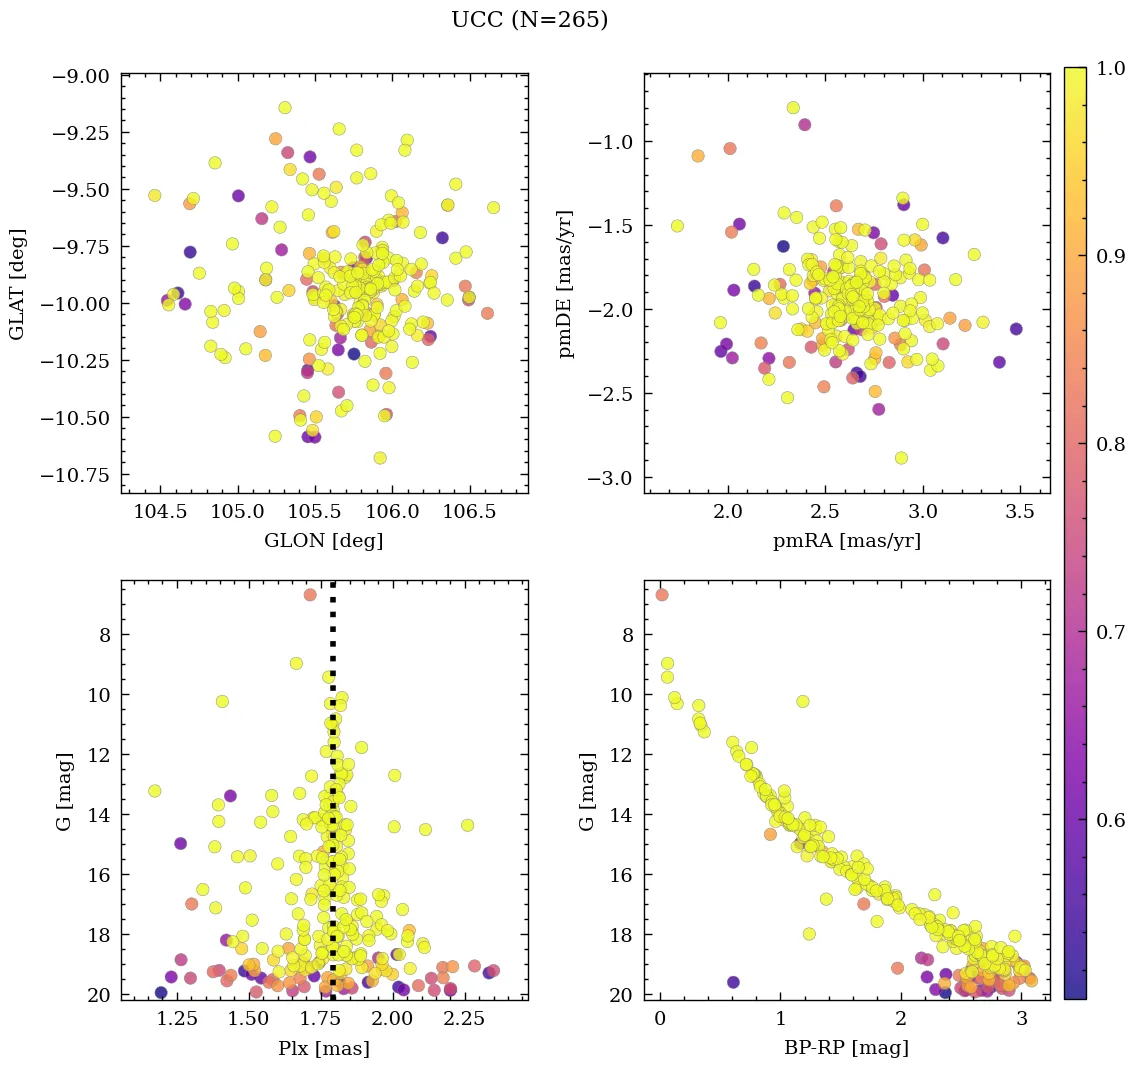 UCC (N=265)
−9.00
−9.25
−9.50
−9.75
−10.00
−10.25
−10.50
−10.75
GLAT [deg]
104.5 105.0 105.5 106.0 106.5
GLON [deg]
−1.0
−1.5
−2.0
−2.5
−3.0
pmDE [mas/yr]
2.0 2.5 3.0 3.5
pmRA [mas/yr]
8
10
12
14
16
18
20
G [mag]
1.25 1.50 1.75 2.00 2.25
Plx [mas]
8
10
12
14
16
18
20
G [mag]
0 1 2 3
BP-RP [mag]
1.0
0.9
0.8
0.7
0.6